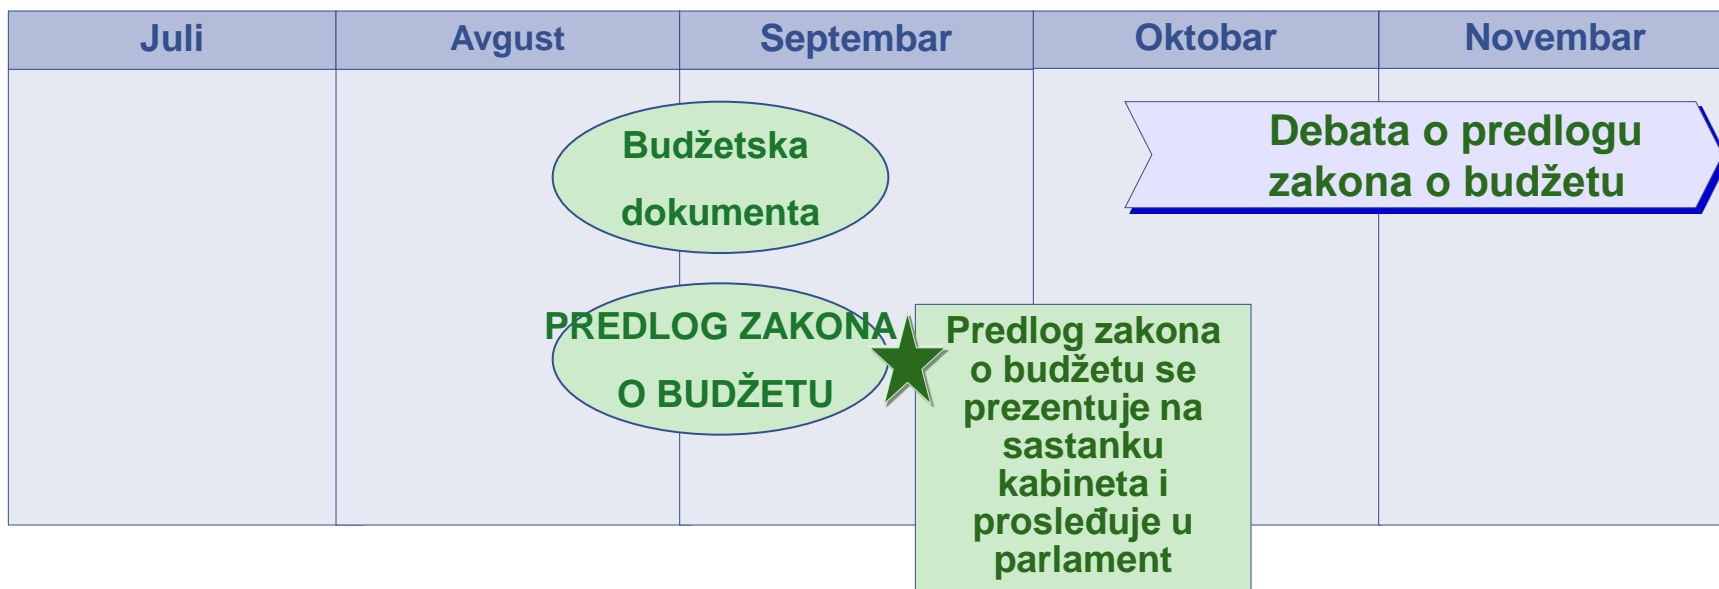 Juli
Avgust
Septembar
Oktobar
Novembar
Budžetska
dokumenta
Debata o predlogu
zakona o budžetu
PREDLOG ZAKONA
O BUDŽETU
Predlog zakona
o budžetu se
prezentuje na
sastanku
kabineta i
prosleđuje u
parlament